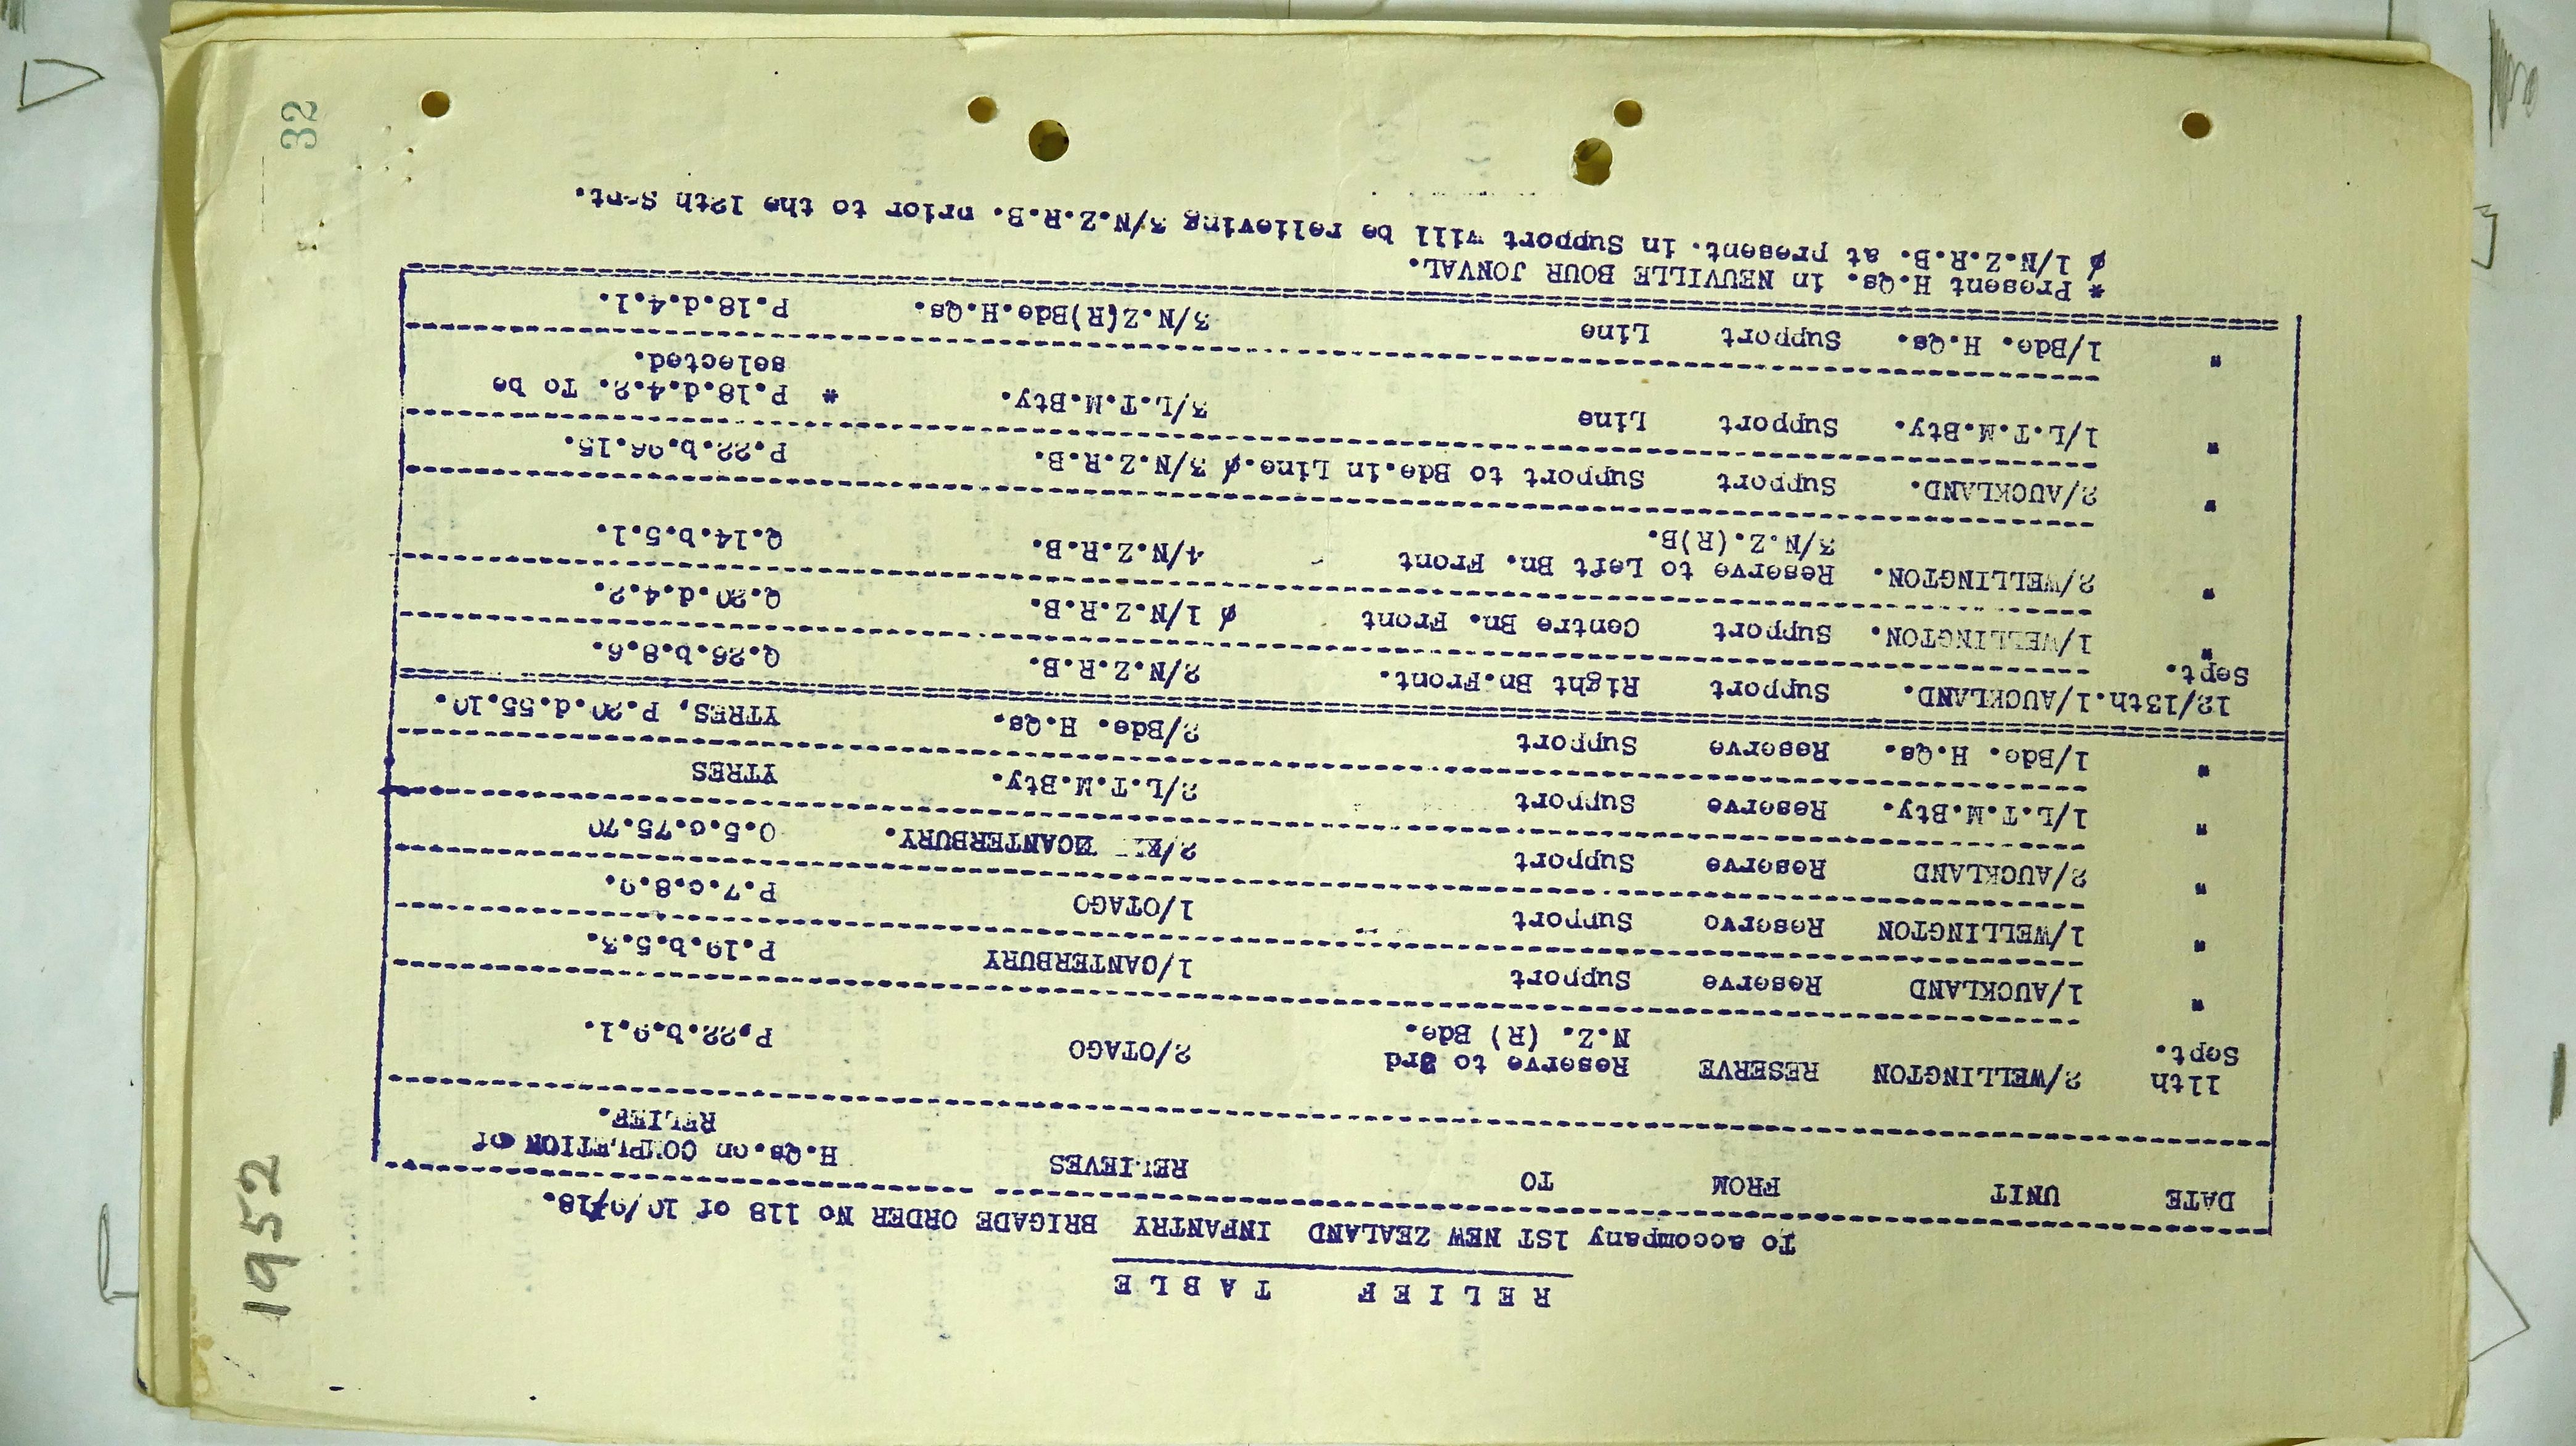 RELIEF TABLE
To accompany 1ST NEW ZEALAND INFANTRY BRIGADE ORDER No 118 of 10/9/18.
DATE UNIT FROM TO RELIEVES H.Qs.on COMPLETION of
RELIEF.
11th 2/WELLINGTON RESERVE Reserve to 3rd 2/OTAGO P.22.b.9.1.
Sept. N.Z. (R) Bde.
" 1/AUCKLAND Reserve Support 1/CANTERBURY P.19.b.5.3.
" 1/WELLINGTON Reserve Support 1/OTAGO P.7.c.8.9.
" 2/AUCKLAND Reserve Support 2/ CANTERBURY. O.5.c.75.70
" 1/L.T.M.Bty. Reserve Support 2/L.T.M.Bty. YTRES
" 1/Bde. H.Qs. Reserve Support 2/Bde. H.Qs. YTRES, P.20.d.55.10.
12/13th. 1/AUCKLAND. Support Right Bn.Front. 2/N.Z.R.B. Q.26.b.8.6.
Sept.
" 1/WELLINGTON. Support Centre Bn. Front ø 1/N.Z.R.B. Q.20.d.4.2.
" 2/WELLINGTON. Reserve to Left Bn. Front 4/N.Z.R.B. Q.14.b.5.1.
3/N.Z.(R)B.
" 2/AUCKLAND. Support Support to Bde.in Line.ø 3/N.Z.R.B. P.22.b.95.15.
" 1/L.T.M.Bty. Support Line 3/L.T.M.Bty. * P.18.d.4.2. To be
selected.
" 1/Bde. H.Qs. Support Line 3/N.Z(R)Bde.H.Qs. P.18.d.4.1.
* Present H.Qs. in NEUVILLE BOUR JONVAL.
ø 1/N.Z.R.B. at present. in Support will be relieving 3/N.Z.R.B. prior to the 12th Sept.
1952
32